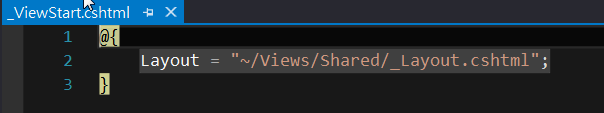 _ViewStart.cshtml
1 @{
2 Layout = "~/Views/Shared/_Layout.cshtml";
3 }